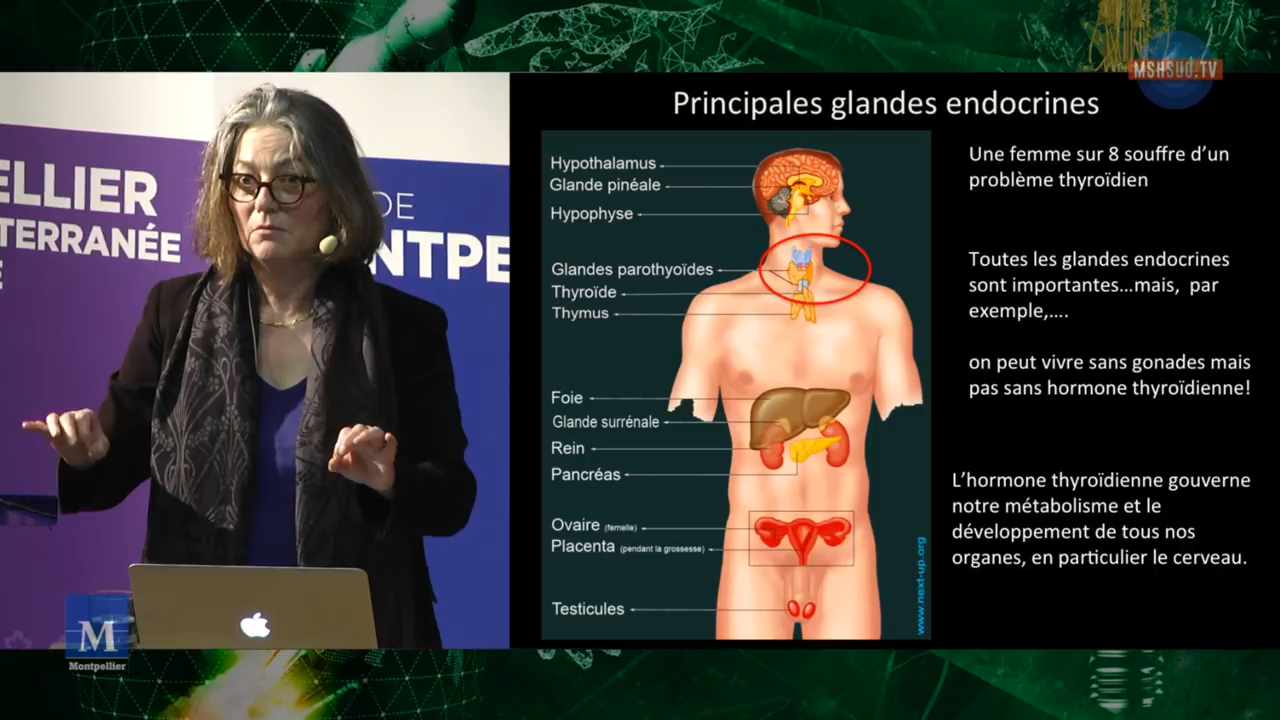 MSHSUD.TV
ELLIER
TERRANÉE
DE
NTPE
M
Montpellier
Principales glandes endocrines
Hypothalamus
Glande pinéale
Hypophyse
Glandes parothyoïdes
Thyroïde
Thymus
Foie
Glande surrénale
Rein
Pancréas
Ovaire (femelle)
Placenta (pendant la grossesse)
Testicules
www.next-up.org
Une femme sur 8 souffre d'un
problème thyroïdien
Toutes les glandes endocrines
sont importantes...mais, par
exemple,....
on peut vivre sans gonades mais
pas sans hormone thyroïdienne!
L'hormone thyroïdienne gouverne
notre métabolisme et le
développement de tous nos
organes, en particulier le cerveau.